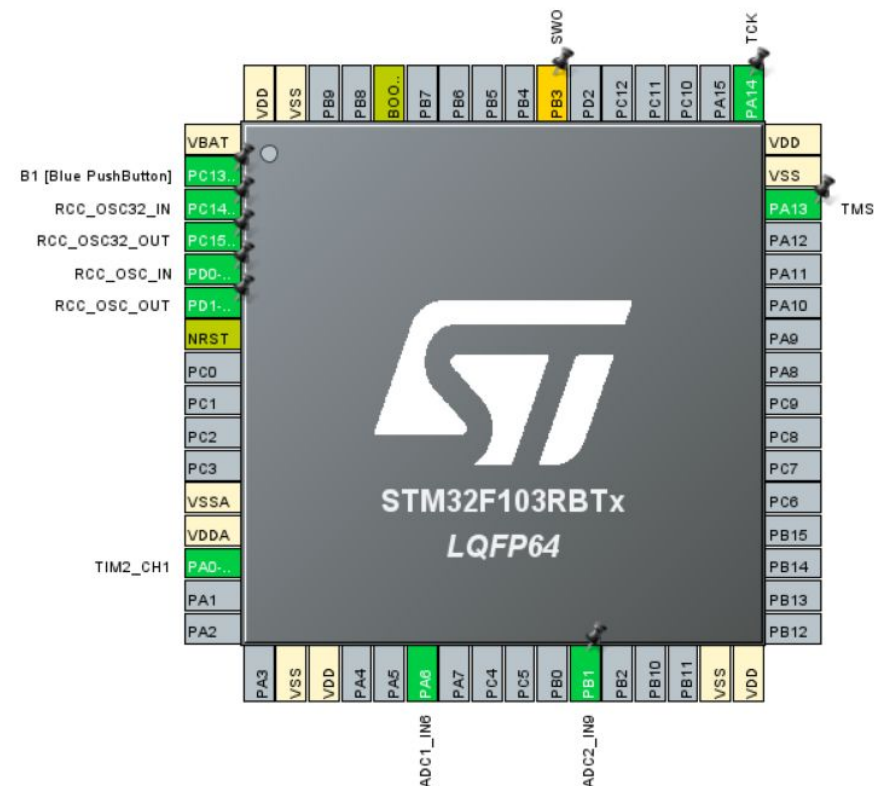 SWO
TCK
VDD
VSS
PB9
PB8
BOO..
PB7
PB6
PB5
PB4
PB3
PD2
PC12
PC11
PC10
PA15
PA14
VBAT
B1 [Blue PushButton] PC13..
RCC_OSC32_IN PC14..
RCC_OSC32_OUT PC15..
RCC_OSC_IN PD0-..
RCC_OSC_OUT PD1-..
NRST
PC0
PC1
PC2
PC3
VSSA
VDDA
TIM2_CH1 PA0-..
PA1
PA2
VDD
VSS
PA13 TMS
PA12
PA11
PA10
PA9
PA8
PC9
PC8
PC7
PC6
PB15
PB14
PB13
PB12
ST
STM32F103RBTx
LQFP64
PA3
VSS
VDD
PA4
PA5
PA6
PA7
PC4
PC5
PB0
PB1
PB2
PB10
PB11
VSS
VDD
ADC1_IN6
ADC2_IN9